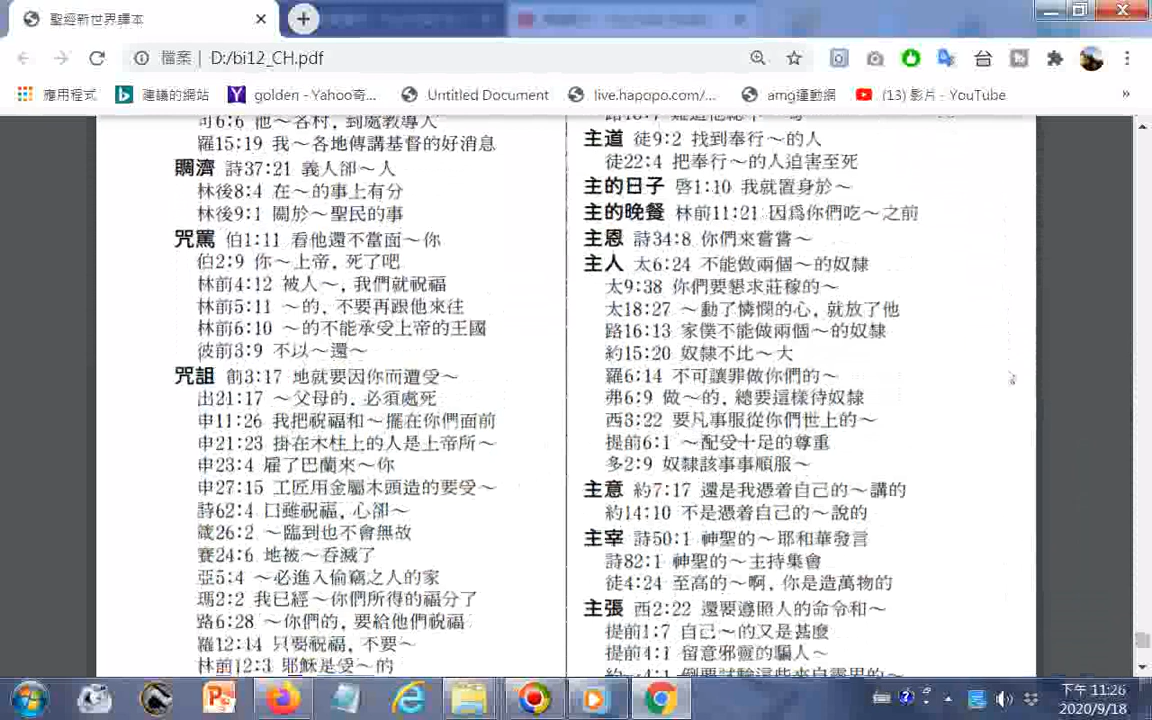 聖經新世界譯本
檔案 | D:/bi12_CH.pdf
應用程式 建議的網站 golden - Yahoo奇... Untitled Document live.hapopo.com/... amg運動網 (13) 影片 - YouTube »
可6:6 他～各村，到處教導人
羅15:19 我～各地傳講基督的好消息
賙濟 詩37:21 義人卻～人
林後8:4 在～的事上有分
林後9:1 關於～聖民的事
咒罵 伯1:11 看他還不當面～你
伯2:9 你～上帝，死了吧
林前4:12 被人～，我們就祝福
林前5:11 ～的，不要再跟他來往
林前6:10 ～的不能承受上帝的王國
彼前3:9 不以～還～
咒詛 創3:17 地就要因你而遭受～
出21:17 ～父母的，必須處死
申11:26 我把祝福和～擺在你們面前
申21:23 掛在木柱上的人是上帝所～
申23:4 雇了巴蘭來～你
申27:15 工匠用金屬木頭造的要受～
詩62:4 口雖祝福，心卻～
箴26:2 ～臨到也不會無故
賽24:6 地被～吞滅了
亞5:4 ～必進入偷竊之人的家
瑪2:2 我已經～你們所得的福分了
路6:28 ～你們的，要給他們祝福
羅12:14 只要祝福，不要～
林前12:3 耶穌是受～的
主道 徒9:2 找到奉行～的人
徒22:4 把奉行～的人迫害至死
主的日子 啓1:10 我就置身於～
主的晚餐 林前11:21 因爲你們吃～之前
主恩 詩34:8 你們來嘗嘗～
主人 太6:24 不能做兩個～的奴隸
太9:38 你們要懇求莊稼的～
太18:27 ～動了憐憫的心，就放了他
路16:13 家僕不能做兩個～的奴隸
約15:20 奴隸不比～大
羅6:14 不可讓罪做你們的～
弗6:9 做～的，總要這樣待奴隸
西3:22 要凡事服從你們世上的～
提前6:1 ～配受十足的尊重
多2:9 奴隸該事事順服～
主意 約7:17 還是我憑着自己的～講的
約14:10 不是憑着自己的～說的
主宰 詩50:1 神聖的～耶和華發言
詩82:1 神聖的～主持集會
徒4:24 至高的～啊，你是造萬物的
主張 西2:22 還要遵照人的命令和～
提前1:7 自己～的又是甚麼
提前4:1 留意邪靈的騙人～
下午 11:26
2020/9/18